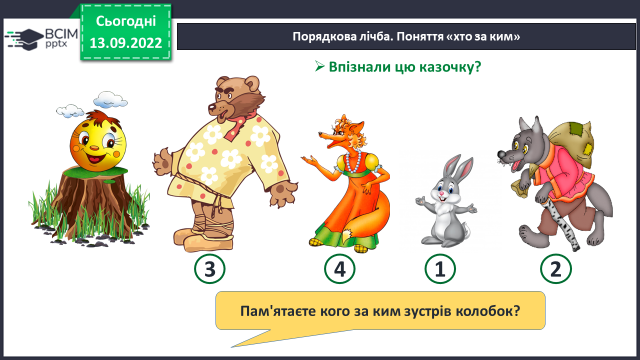 Сьогодні
13.09.2022
ВСІМ
pptx
Порядкова лічба. Поняття «хто за ким»
Впізнали цю казочку?
3 4 1 2
Пам'ятаєте кого за ким зустрів колобок?